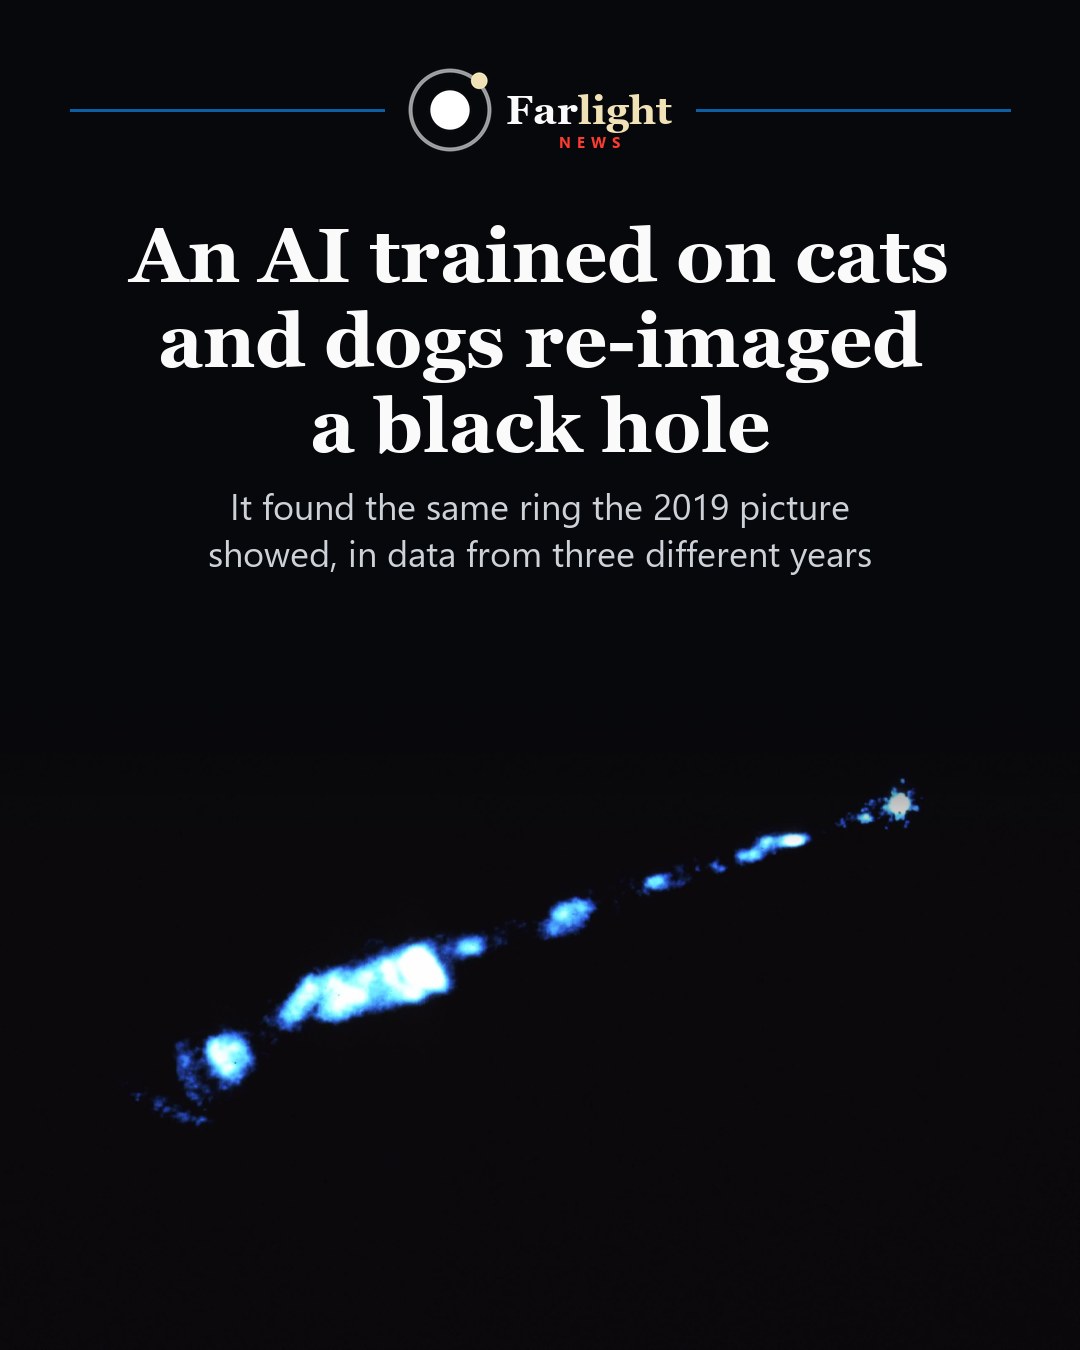 Farlight
NEWS
An AI trained on cats
and dogs re-imaged
a black hole
It found the same ring the 2019 picture
showed, in data from three different years